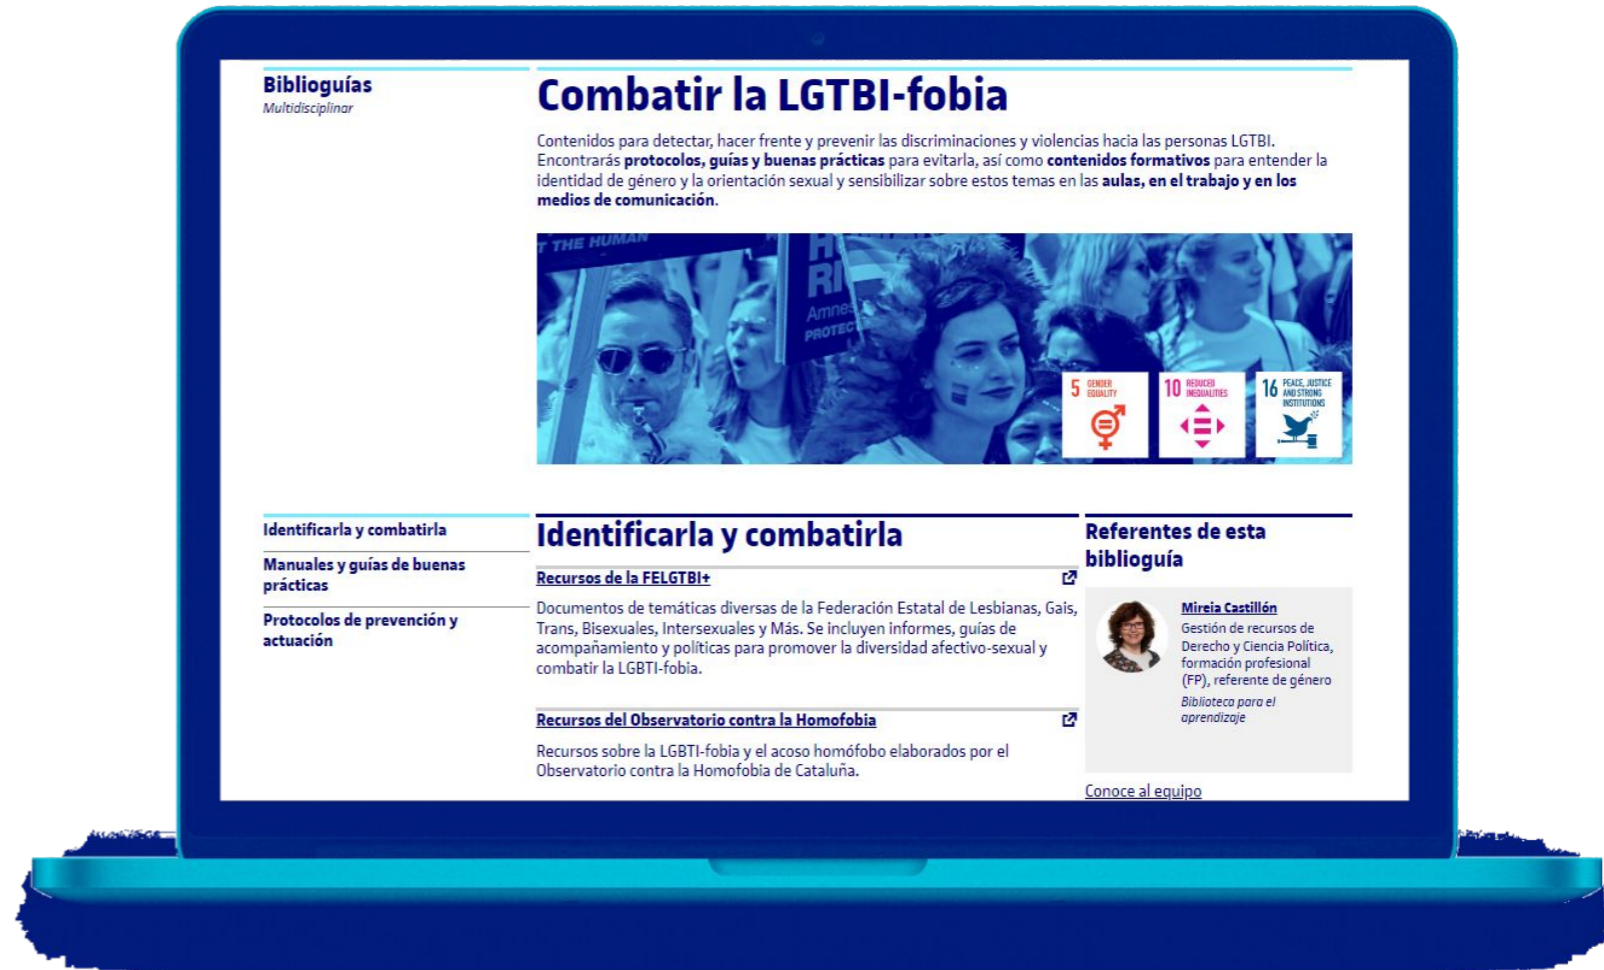 Biblioguías
Multidisciplinar
Combatir la LGTBI-fobia
Contenidos para detectar, hacer frente y prevenir las discriminaciones y violencias hacia las personas LGTBI.
Encontrarás protocolos, guías y buenas prácticas para evitarla, así como contenidos formativos para entender la
identidad de género y la orientación sexual y sensibilizar sobre estos temas en las aulas, en el trabajo y en los
medios de comunicación.
T THE HUMAN
H
RI
Amnes
PROTECT
5 GENDER
EQUALITY
10 REDUCED
INEQUALITIES
16 PEACE, JUSTICE
AND STRONG
INSTITUTIONS
Identificarla y combatirla
Manuales y guías de buenas
prácticas
Protocolos de prevención y
actuación
Identificarla y combatirla
Recursos de la FELGTBI+
Documentos de temáticas diversas de la Federación Estatal de Lesbianas, Gais,
Trans, Bisexuales, Intersexuales y Más. Se incluyen informes, guías de
acompañamiento y políticas para promover la diversidad afectivo-sexual y
combatir la LGBTI-fobia.
Recursos del Observatorio contra la Homofobia
Recursos sobre la LGBTI-fobia y el acoso homófobo elaborados por el
Observatorio contra la Homofobia de Cataluña.
Referentes de esta
biblioguía
Mireia Castillón
Gestión de recursos de
Derecho y Ciencia Política,
formación profesional
(FP), referente de género
Biblioteca para el
aprendizaje
Conoce al equipo